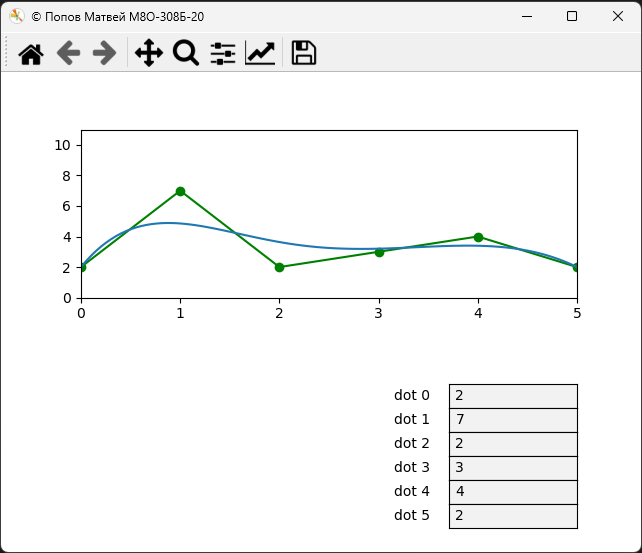 © Попов Матвей М8О-308Б-20
10
8
6
4
2
0
0 1 2 3 4 5
dot 0 2
dot 1 7
dot 2 2
dot 3 3
dot 4 4
dot 5 2